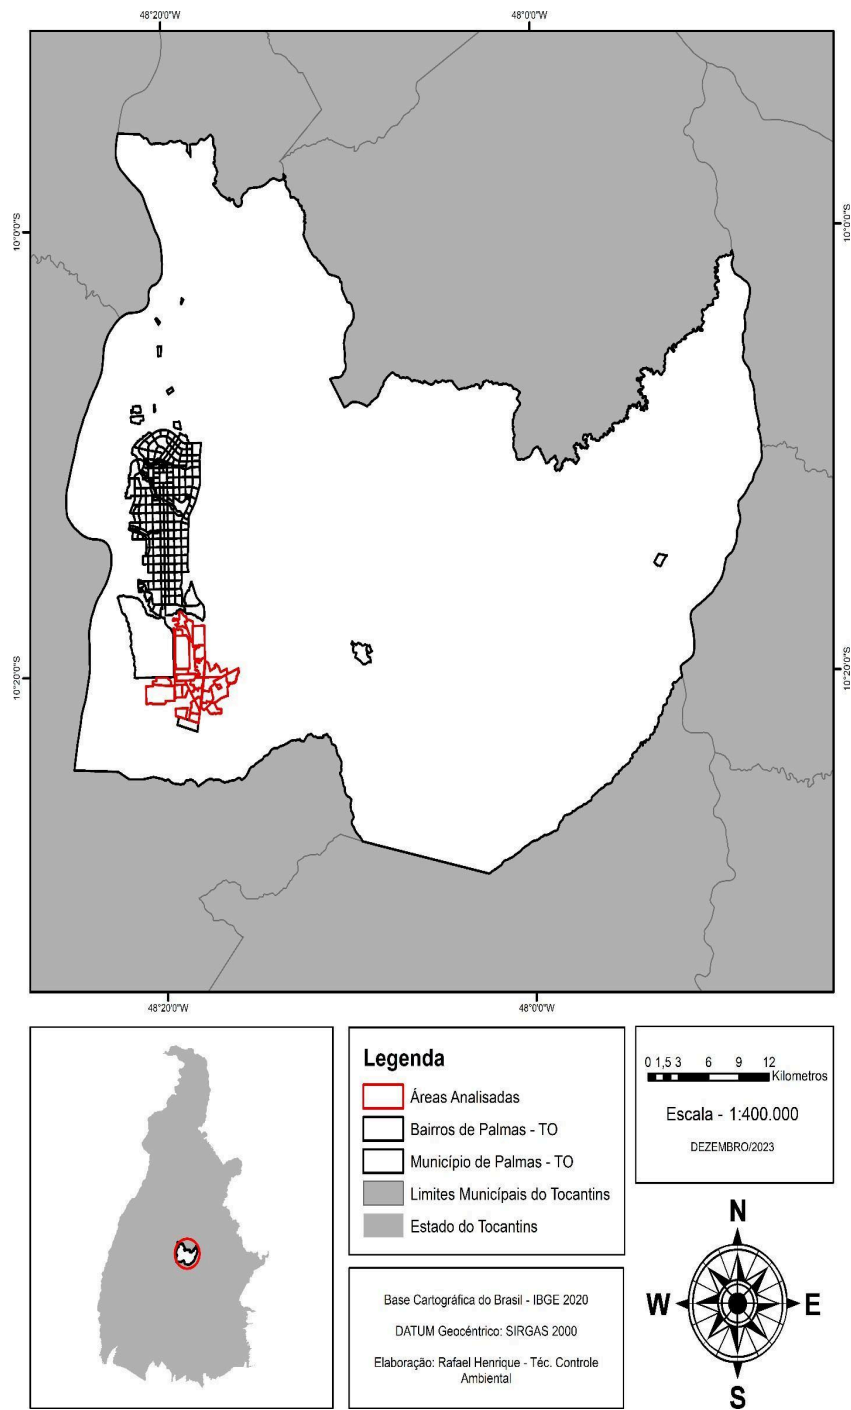 48°20'0"W
48°0'0"W
10°0'0"S
10°0'0"S
10°20'0"S
10°20'0"S
48°20'0"W
48°0'0"W
Legenda
Áreas Analisadas
Bairros de Palmas - TO
Município de Palmas - TO
Limites Municípais do Tocantins
Estado do Tocantins
0 1,5 3 6 9 12
Kilometros
Escala - 1:400.000
DEZEMBRO/2023
Base Cartográfica do Brasil - IBGE 2020
DATUM Geocéntrico: SIRGAS 2000
Elaboração: Rafael Henrique - Téc. Controle
Ambiental
N
W
E
S